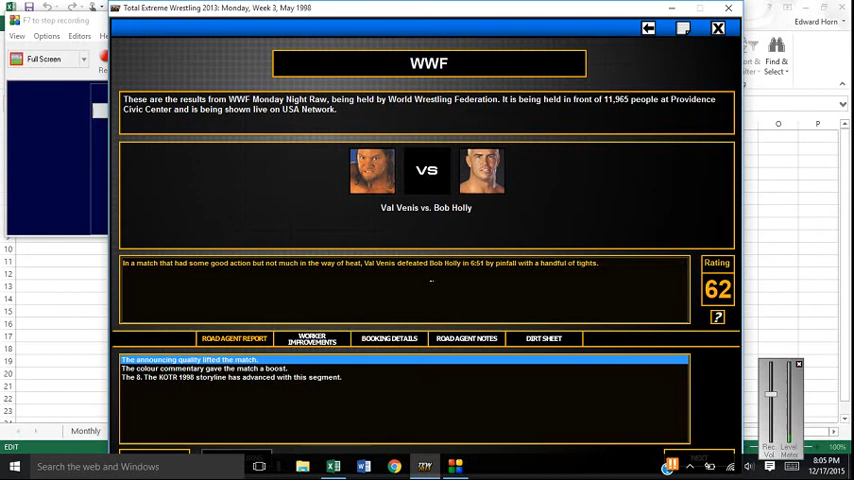 Total Extreme Wrestling 2013: Monday, Week 3, May 1998
F7 to stop recording
Edward Horn
View Options Editors
Full Screen
Find &
Select
WWF
These are the results from WWF Monday Night Raw, being held by World Wrestling Federation. It is being held in front of 11,965 people at Providence
Civic Center and is being shown live on USA Network.
O P
VS
Val Venis vs. Bob Holly
In a match that had some good action but not much in the way of heat, Val Venis defeated Bob Holly in 6:51 by pinfall with a handful of tights.
Rating
62
?
ROAD AGENT REPORT
WORKER
IMPROVEMENTS
BOOKING DETAILS
ROAD AGENT NOTES
DIRT SHEET
The announcing quality lifted the match.
The colour commentary gave the match a boost.
The 8. The KOTR 1998 storyline has advanced with this segment.
10
11
12
13
14
15
16
17
18
19
20
21
22
23
Monthly
EDIT
100%
Rec.
Vol
Level
Meter
Search the web and Windows
8:05 PM
12/17/2015